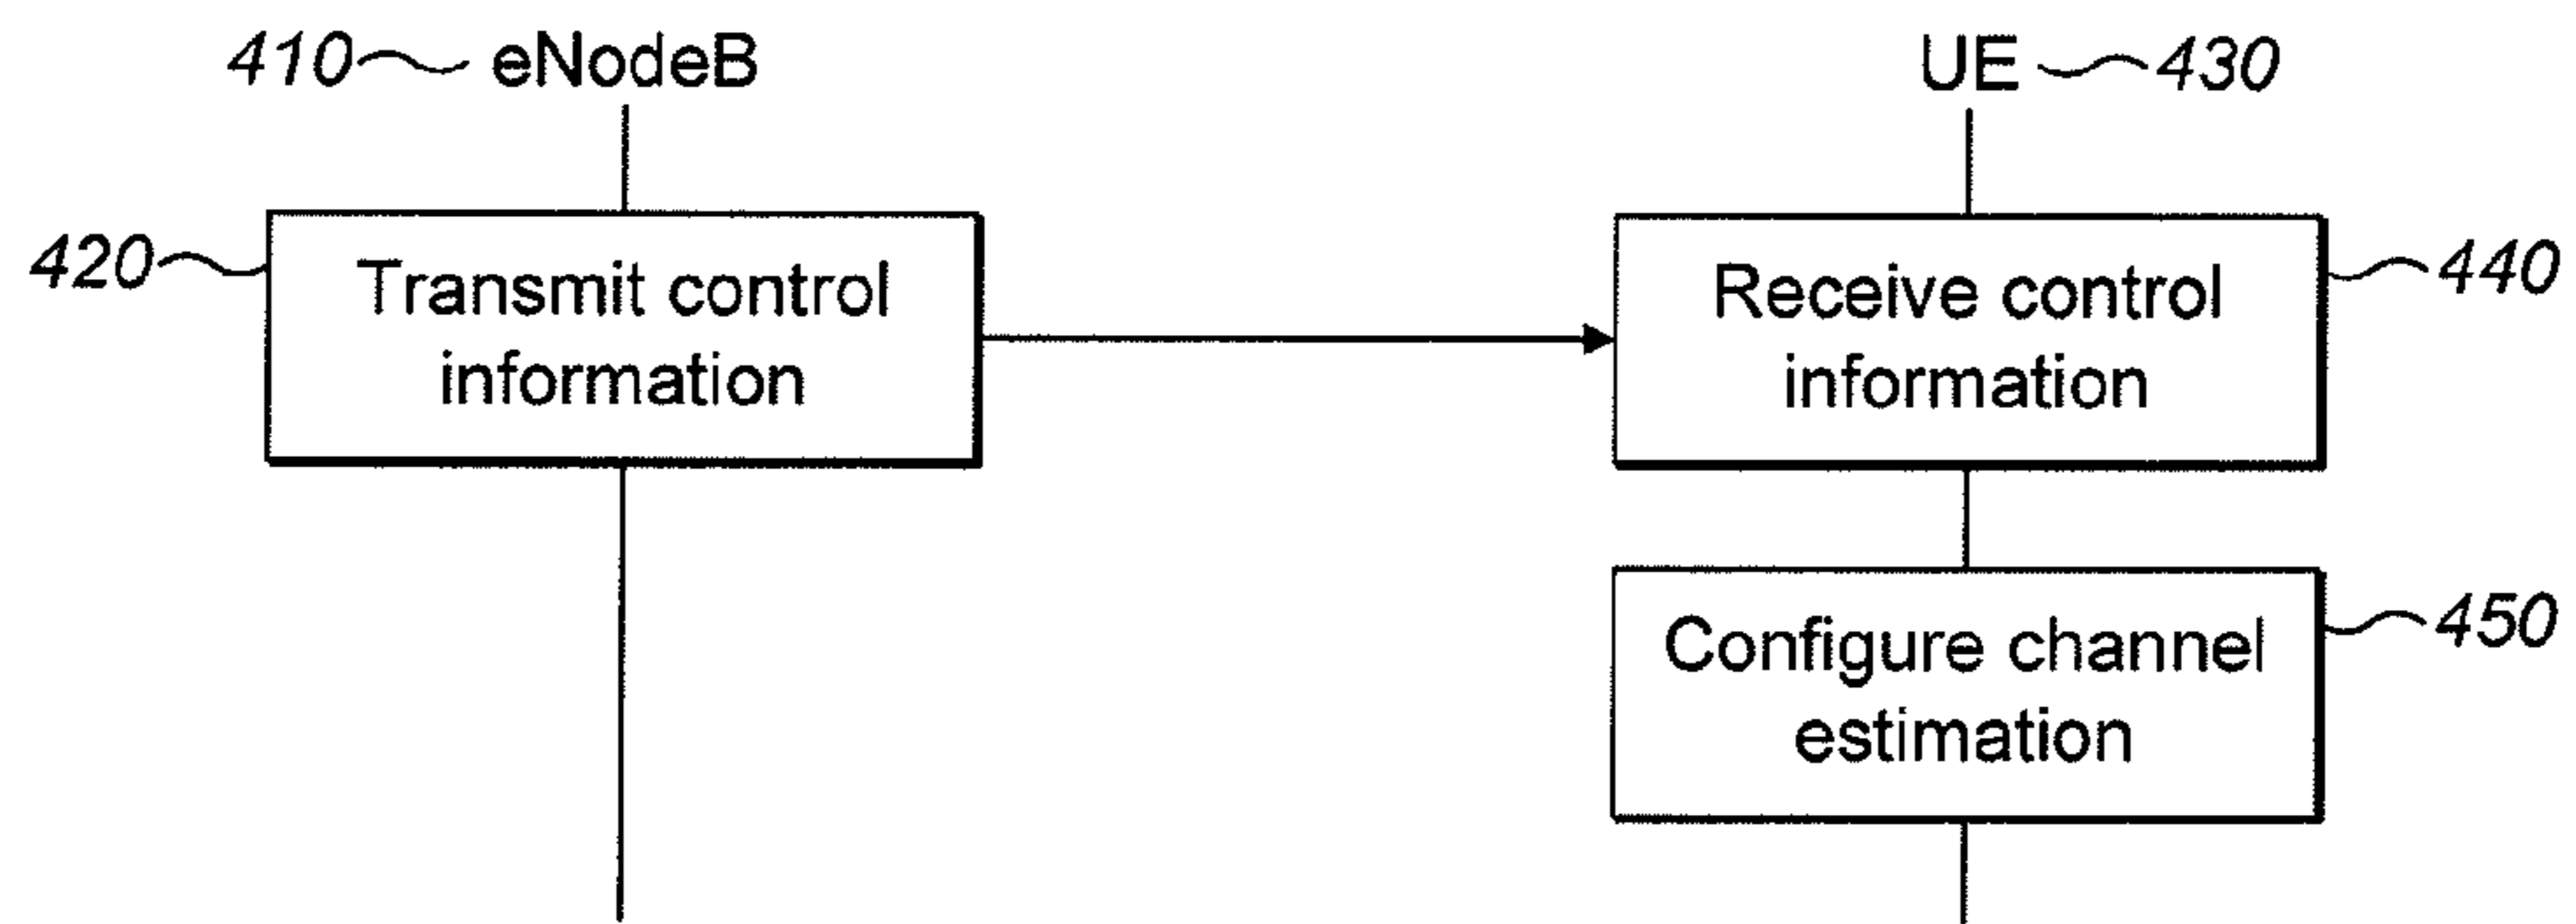 410 eNodeB
UE 430
420
Transmit control
information
Receive control
information
440
Configure channel
estimation
450